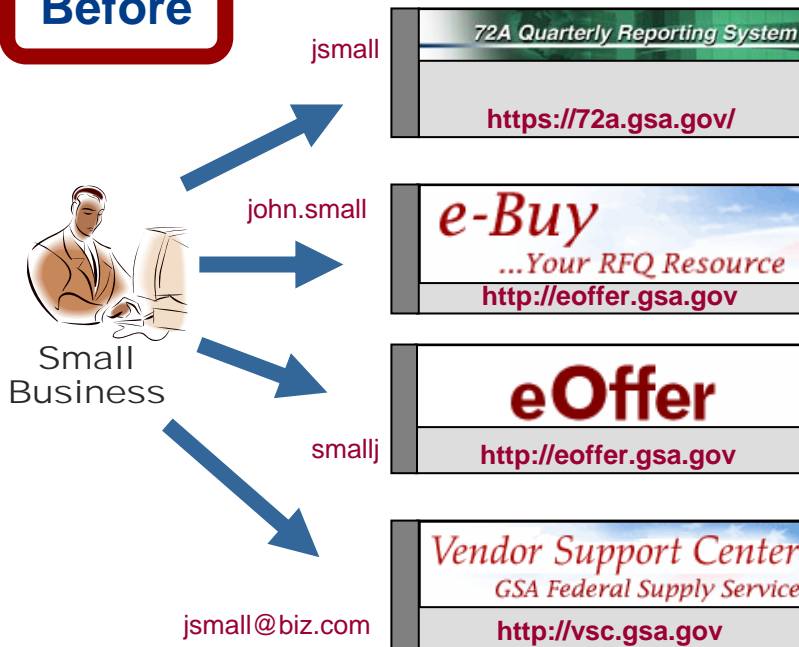 Before
jsmall
72A Quarterly Reporting System
https://72a.gsa.gov/
john.small
e-Buy
...Your RFQ Resource
http://eoffer.gsa.gov
Small
Business
eOffer
smallj
http://eoffer.gsa.gov
Vendor Support Center
GSA Federal Supply Service
jsmall@biz.com
http://vsc.gsa.gov